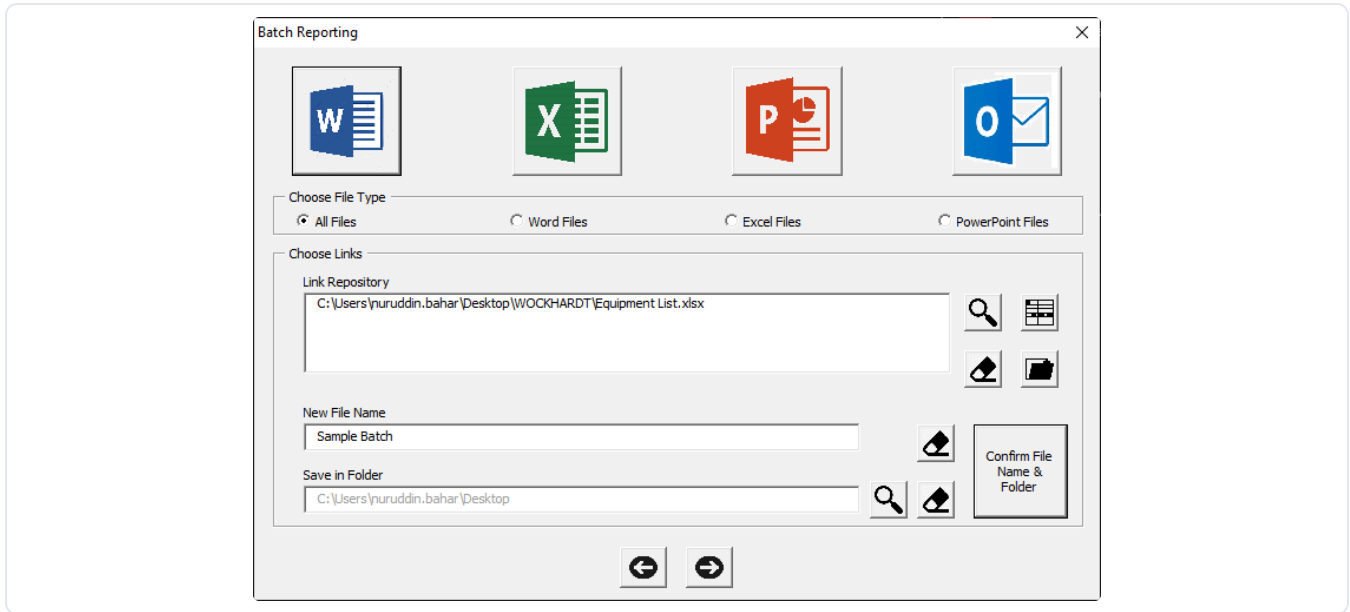 Batch Reporting
W
X
P
O
Choose File Type
All Files
Word Files
Excel Files
PowerPoint Files
Choose Links
Link Repository
C:\Users\nuruddin.bahar\Desktop\WOCKHARDT\Equipment List.xlsx
New File Name
Sample Batch
Confirm File
Name &
Folder
Save in Folder
C:\Users\nuruddin.bahar\Desktop